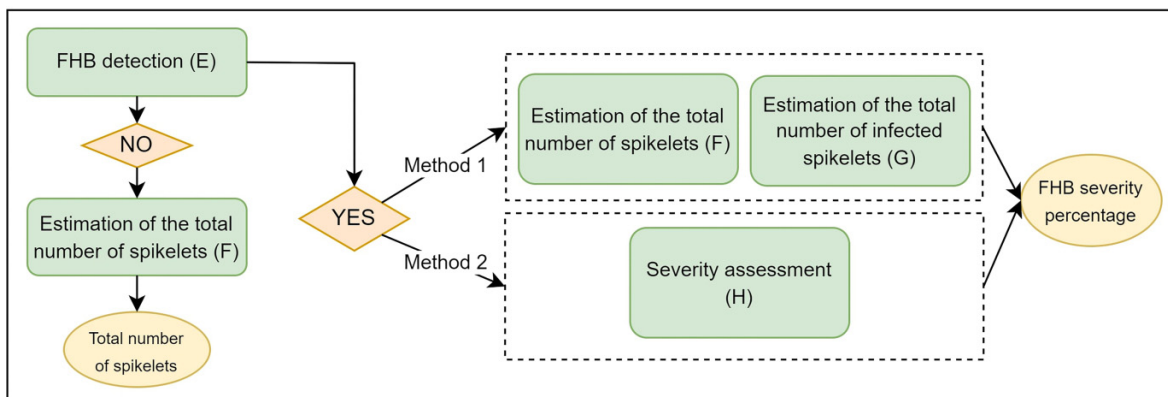 FHB detection (E)
NO
Estimation of the total
number of spikelets (F)
Total number
of spikelets
YES
Method 1
Method 2
Estimation of the total
number of spikelets (F)
Estimation of the total
number of infected
spikelets (G)
Severity assessment
(H)
FHB severity
percentage